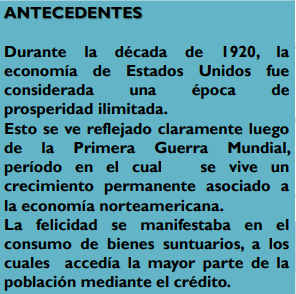 ANTECEDENTES
Durante la década de 1920, la
economía de Estados Unidos fue
considerada una época de
prosperidad ilimitada.
Esto se ve reflejado claramente luego
de la Primera Guerra Mundial,
período en el cual se vive un
crecimiento permanente asociado a
la economía norteamericana.
La felicidad se manifestaba en el
consumo de bienes suntuarios, a los
cuales accedía la mayor parte de la
población mediante el crédito.